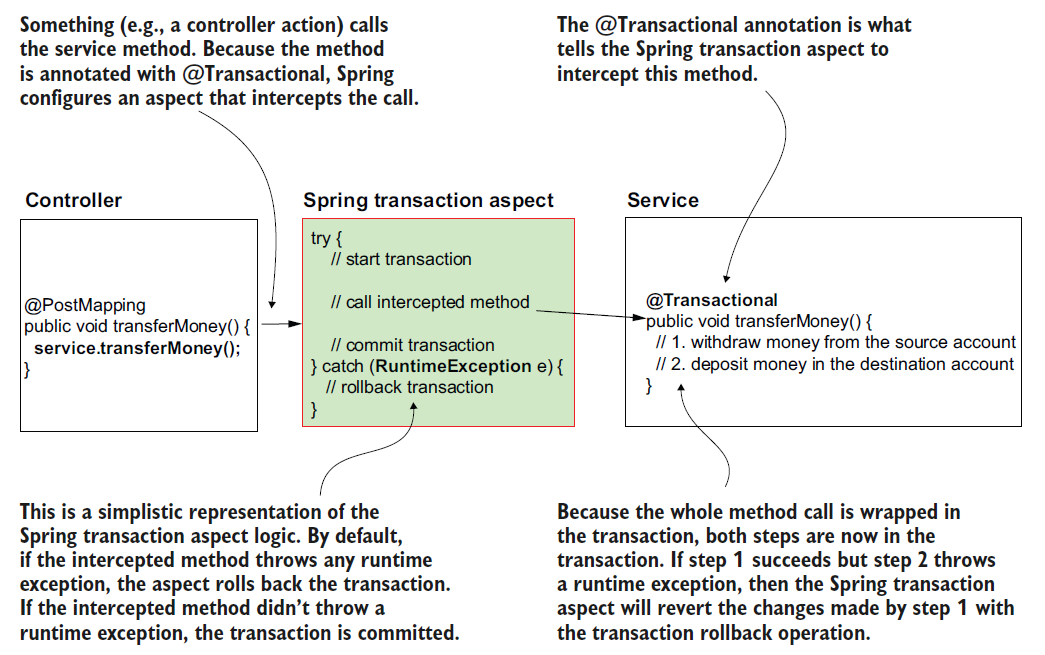 Something (e.g., a controller action) calls
the service method. Because the method
is annotated with @Transactional, Spring
configures an aspect that intercepts the call.
The @Transactional annotation is what
tells the Spring transaction aspect to
intercept this method.
Controller
@PostMapping
public void transferMoney() {
service.transferMoney();
}
Spring transaction aspect
try {
// start transaction
// call intercepted method
// commit transaction
} catch (RuntimeException e) {
// rollback transaction
}
Service
@Transactional
public void transferMoney() {
// 1. withdraw money from the source account
// 2. deposit money in the destination account
}
This is a simplistic representation of the
Spring transaction aspect logic. By default,
if the intercepted method throws any runtime
exception, the aspect rolls back the transaction.
If the intercepted method didn’t throw a
runtime exception, the transaction is committed.
Because the whole method call is wrapped in
the transaction, both steps are now in the
transaction. If step 1 succeeds but step 2 throws
a runtime exception, then the Spring transaction
aspect will revert the changes made by step 1 with
the transaction rollback operation.